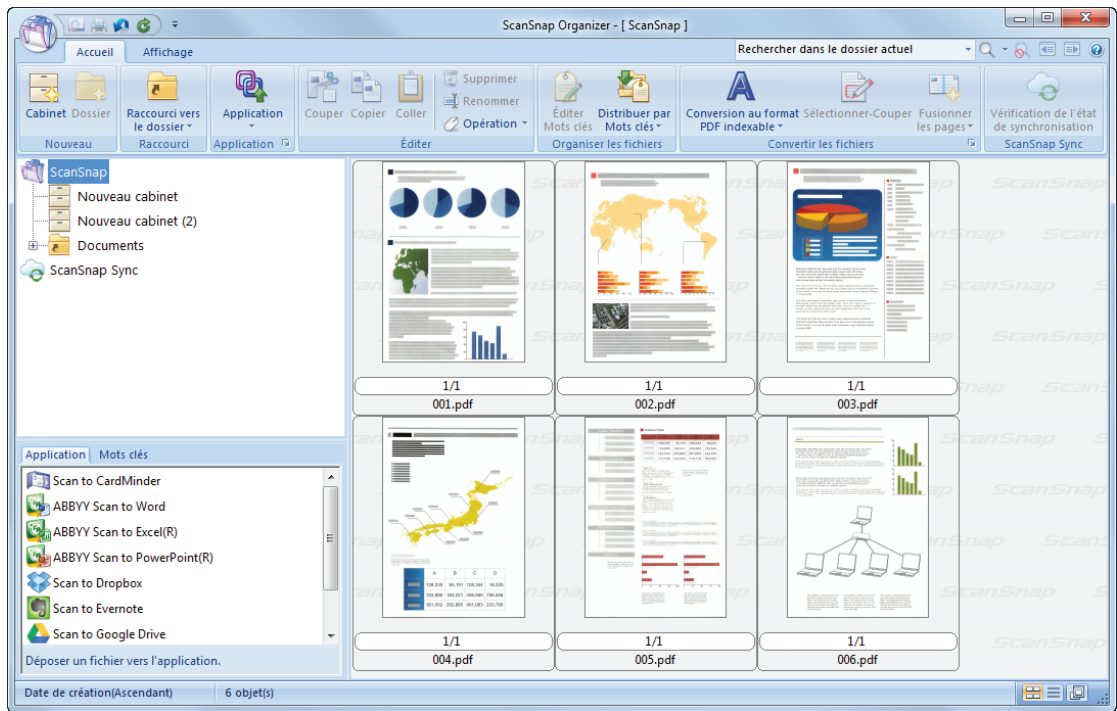 ScanSnap Organizer - [ ScanSnap ]
Accueil Affichage
Rechercher dans le dossier actuel
Cabinet Dossier
Nouveau
Raccourci vers
le dossier
Raccourci
Application
Application
Couper Copier Coller
Supprimer
Renommer
Opération
Éditer
Éditer
Mots clés
Distribuer par
Mots clés
Organiser les fichiers
Conversion au format
PDF indexable
Sélectionner-Couper
Fusionner
les pages
Convertir les fichiers
Vérification de l'état
de synchronisation
ScanSnap Sync
ScanSnap
Nouveau cabinet
Nouveau cabinet (2)
Documents
ScanSnap Sync
1/1
001.pdf
1/1
002.pdf
1/1
003.pdf
1/1
004.pdf
1/1
005.pdf
1/1
006.pdf
Application Mots clés
Scan to CardMinder
ABBYY Scan to Word
ABBYY Scan to Excel(R)
ABBYY Scan to PowerPoint(R)
Scan to Dropbox
Scan to Evernote
Scan to Google Drive
Déposer un fichier vers l'application.
Date de création(Ascendant)
6 objet(s)